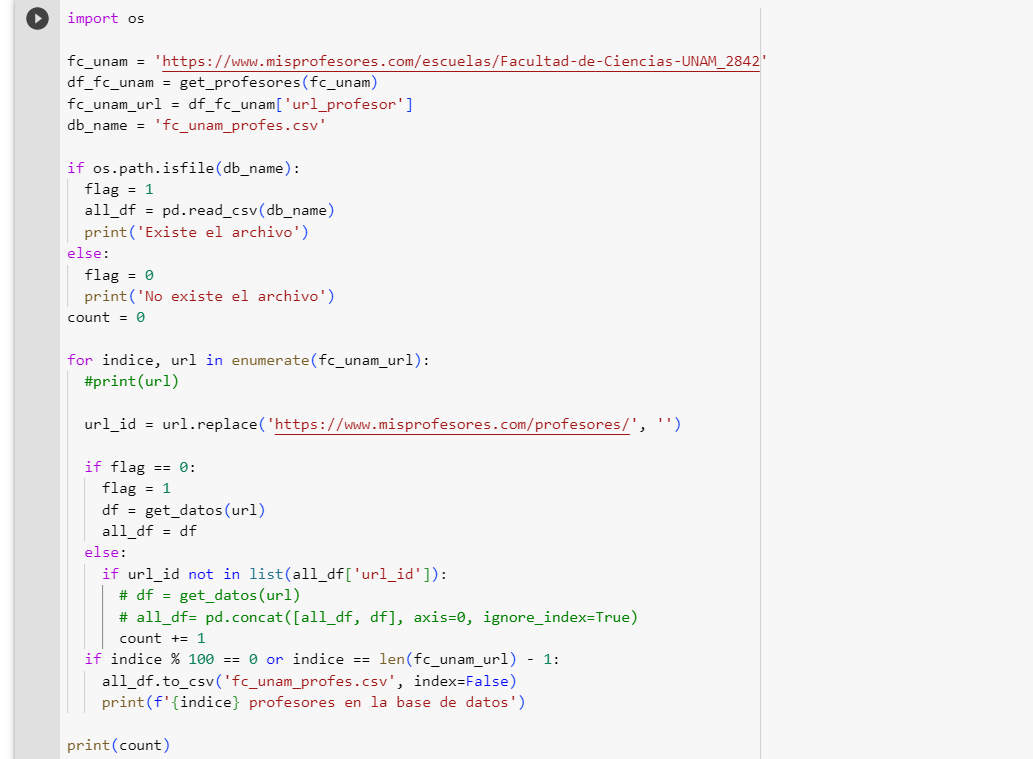 import os
fc_unam = 'https://www.misprofesores.com/escuelas/Facultad-de-Ciencias-UNAM_2842'
df_fc_unam = get_profesores(fc_unam)
fc_unam_url = df_fc_unam['url_profesor']
db_name = 'fc_unam_profes.csv'
if os.path.isfile(db_name):
  flag = 1
  all_df = pd.read_csv(db_name)
  print('Existe el archivo')
else:
  flag = 0
  print('No existe el archivo')
count = 0
for indice, url in enumerate(fc_unam_url):
  #print(url)
  url_id = url.replace('https://www.misprofesores.com/profesores/', '')
  if flag == 0:
    flag = 1
    df = get_datos(url)
    all_df = df
  else:
    if url_id not in list(all_df['url_id']):
      # df = get_datos(url)
      # all_df= pd.concat([all_df, df], axis=0, ignore_index=True)
      count += 1
  if indice % 100 == 0 or indice == len(fc_unam_url) - 1:
    all_df.to_csv('fc_unam_profes.csv', index=False)
    print(f'{indice} profesores en la base de datos')
print(count)